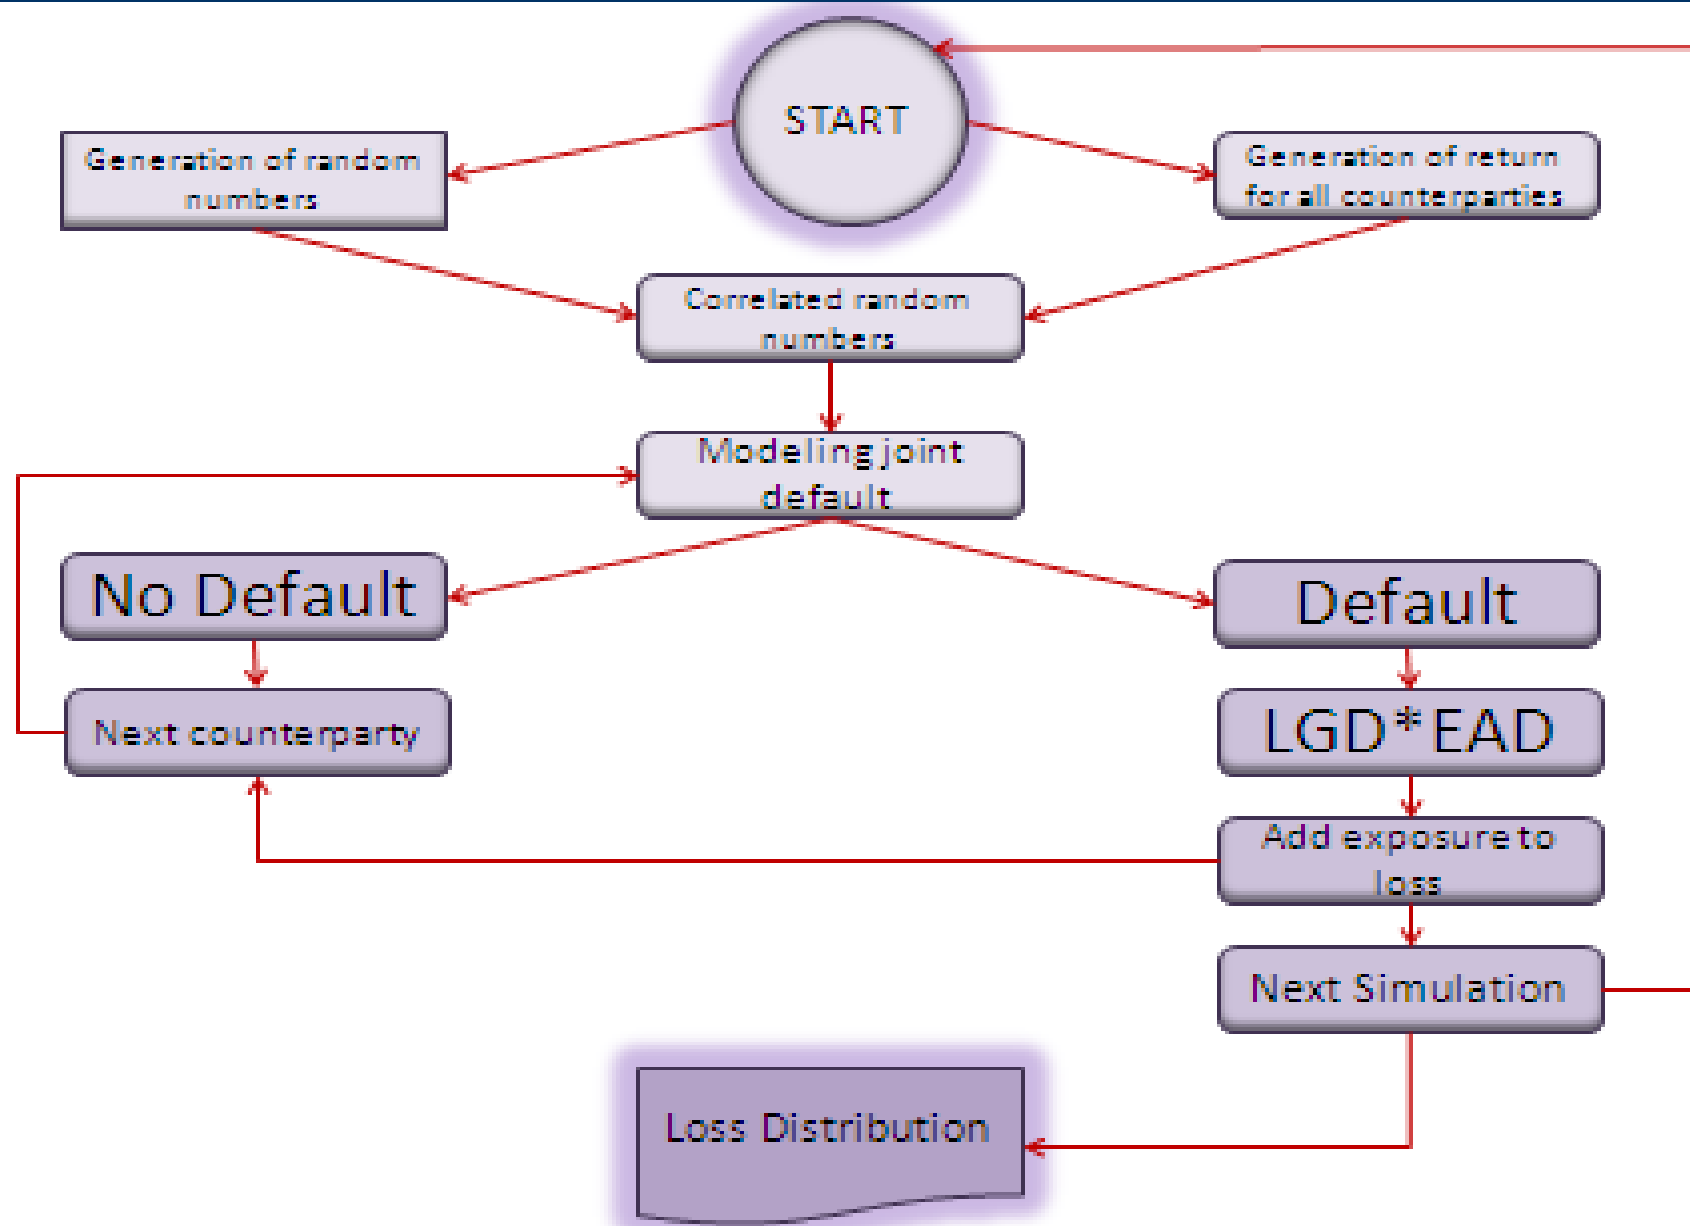 START
Generation of random
numbers
Generation of return
for all counterparties
Correlated random
numbers
Modeling joint
default
No Default
Default
Next counterparty
LGD*EAD
Add exposure to
loss
Next Simulation
Loss Distribution